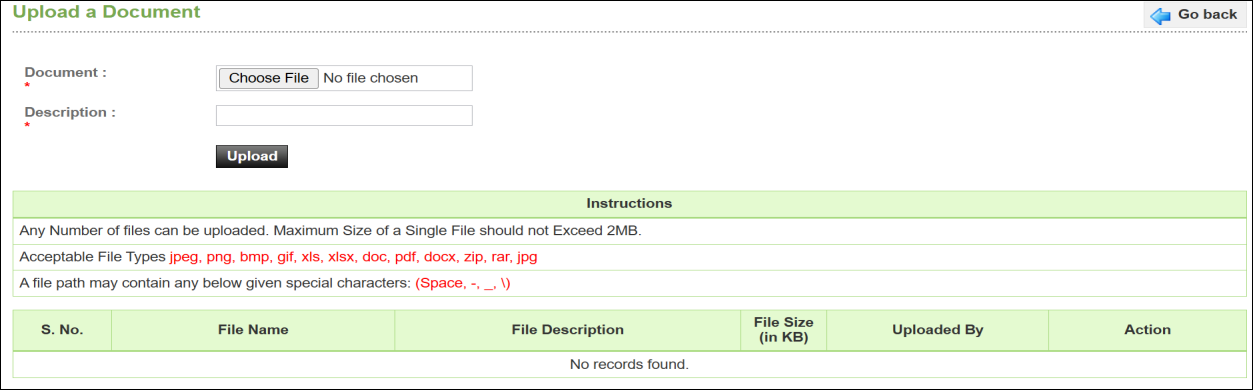 Upload a Document
Go back
Document :
*
Choose File No file chosen
Description :
*
Upload
Instructions
Any Number of files can be uploaded. Maximum Size of a Single File should not Exceed 2MB.
Acceptable File Types jpeg, png, bmp, gif, xls, xlsx, doc, pdf, docx, zip, rar, jpg
A file path may contain any below given special characters: (Space, -, _, \)
S. No. File Name File Description File Size (in KB) Uploaded By Action
No records found.